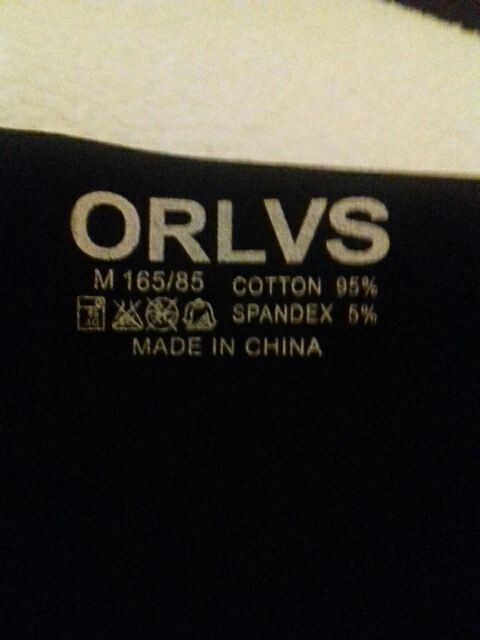 ORLVS
M 165/85
COTTON 95%
SPANDEX 5%
MADE IN CHINA